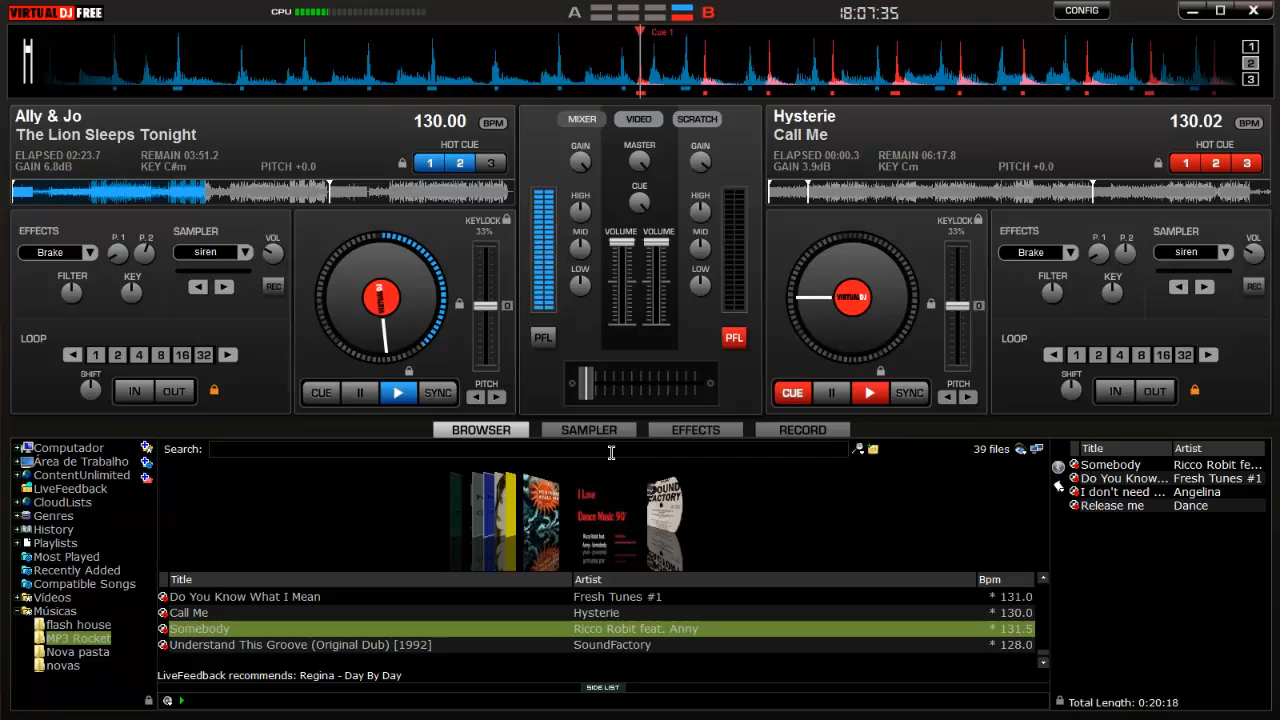 VIRTUAL DJ FREE
CPU
A B
18:07:35
CONFIG
Cue 1
1
2
3
Ally & Jo
The Lion Sleeps Tonight
130.00 BPM
ELAPSED 02:23.7 REMAIN 03:51.2
GAIN 6.8dB KEY C#m PITCH +0.0
HOT CUE
1 2 3
MIXER VIDEO SCRATCH
GAIN MASTER GAIN
HIGH CUE HIGH
MID VOLUME VOLUME MID
LOW LOW
PFL PFL
Hysterie
Call Me
130.02 BPM
ELAPSED 00:00.3 REMAIN 06:17.8
GAIN 3.9dB KEY Cm PITCH +0.0
HOT CUE
1 2 3
EFFECTS P.1 P.2 SAMPLER VOL
Brake siren
FILTER KEY REC
LOOP
1 2 4 8 16 32
SHIFT IN OUT
KEYLOCK
33%
0
CUE SYNC PITCH
KEYLOCK
33%
0
CUE SYNC PITCH
EFFECTS P.1 P.2 SAMPLER VOL
Brake siren
FILTER KEY REC
LOOP
1 2 4 8 16 32
SHIFT IN OUT
BROWSER SAMPLER EFFECTS RECORD
Computador
Área de Trabalho
ContentUnlimited
LiveFeedback
CloudLists
Genres
History
Playlists
Most Played
Recently Added
Compatible Songs
Vídeos
Músicas
flash house
MP3 Rocket
Nova pasta
novas
Search: 39 files
I Love
Dance Music 90'
SOUND
FACTORY
Title Artist Bpm
Do You Know What I Mean Fresh Tunes #1 * 131.0
Call Me Hysterie * 130.0
Somebody Ricco Robit feat. Anny * 131.5
Understand This Groove (Original Dub) [1992] SoundFactory * 128.0
LiveFeedback recommends: Regina - Day By Day
SIDE LIST
Title Artist
Somebody Ricco Robit fe...
Do You Know... Fresh Tunes #1
I don't need ... Angelina
Release me Dance
Total Length: 0:20:18